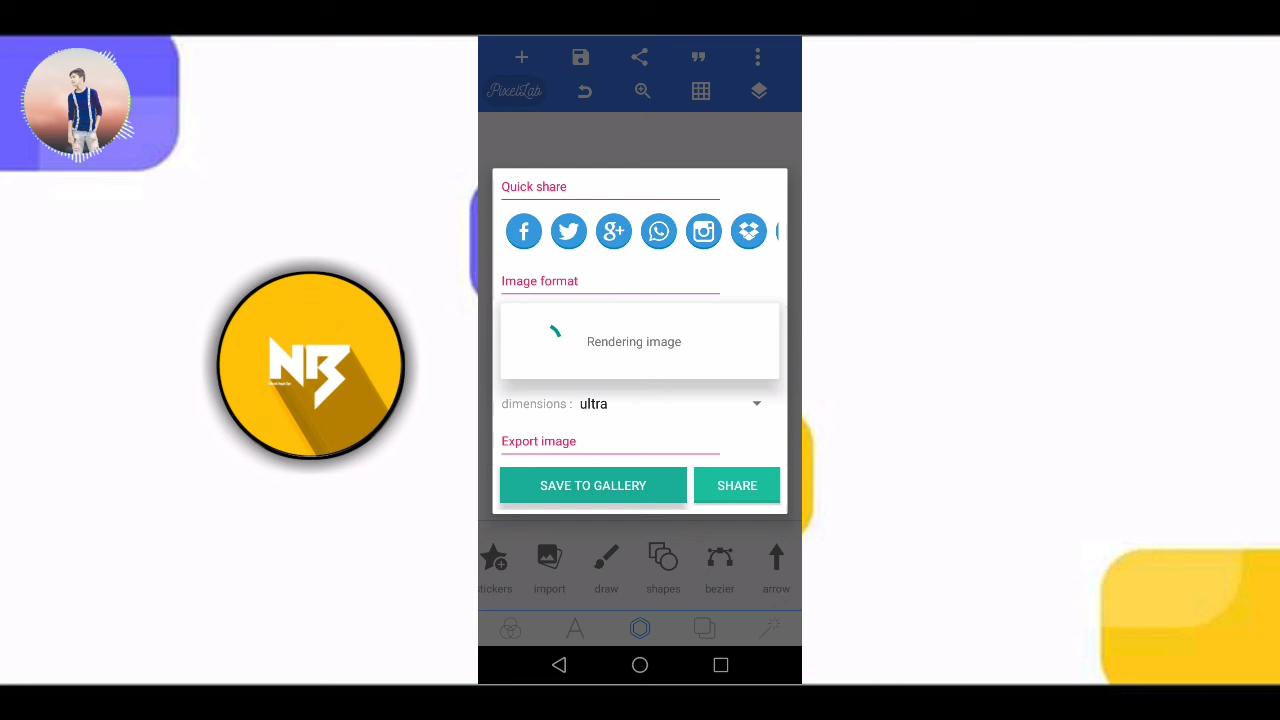 PixelLab
Quick share
Image format
Rendering image
dimensions : ultra
Export image
SAVE TO GALLERY SHARE
stickers import draw shapes bezier arrow
NB